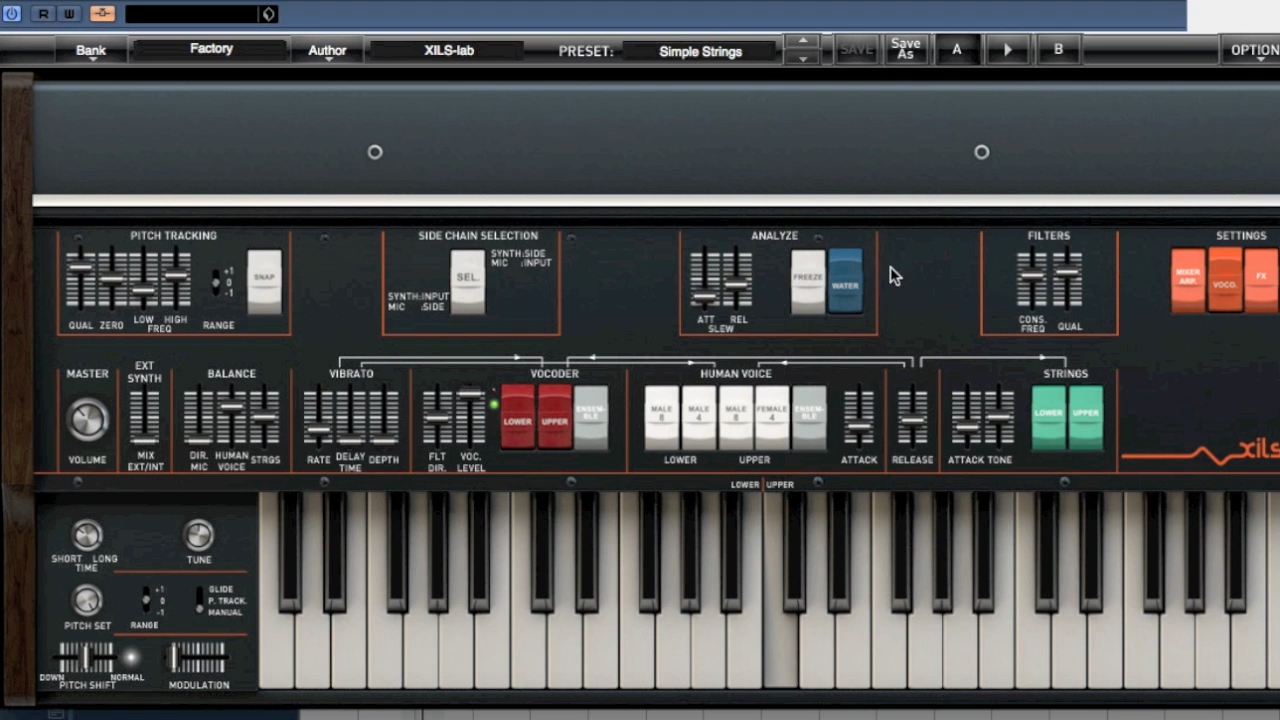 R W
Bank Factory Author XILS-lab PRESET: Simple Strings SAVE Save As A B OPTION
PITCH TRACKING SIDE CHAIN SELECTION ANALYZE FILTERS SETTINGS
SNAP
+1
0
-1
QUAL ZERO LOW HIGH
FREQ
RANGE
SEL.
SYNTH:SIDE
MIC :INPUT
SYNTH:INPUT
MIC :SIDE
FREEZE WATER
ATT REL
SLEW
CONS. FREQ QUAL
MIXER ARP. VOCO. FX
MASTER EXT SYNTH BALANCE VIBRATO VOCODER HUMAN VOICE STRINGS
LOWER UPPER ENSEM-BLE
MALE 8 MALE 4 MALE 8 FEMALE 4 ENSEM-BLE
LOWER UPPER
VOLUME
MIX EXT/INT
DIR. MIC HUMAN VOICE STRGS
RATE DELAY TIME DEPTH
FLT DIR. VOC. LEVEL
LOWER UPPER
ATTACK RELEASE ATTACK TONE
xils
LOWER UPPER
SHORT LONG
TIME
TUNE
+1
0
-1
GLIDE
P. TRACK.
MANUAL
PITCH SET RANGE
DOWN NORMAL
PITCH SHIFT MODULATION